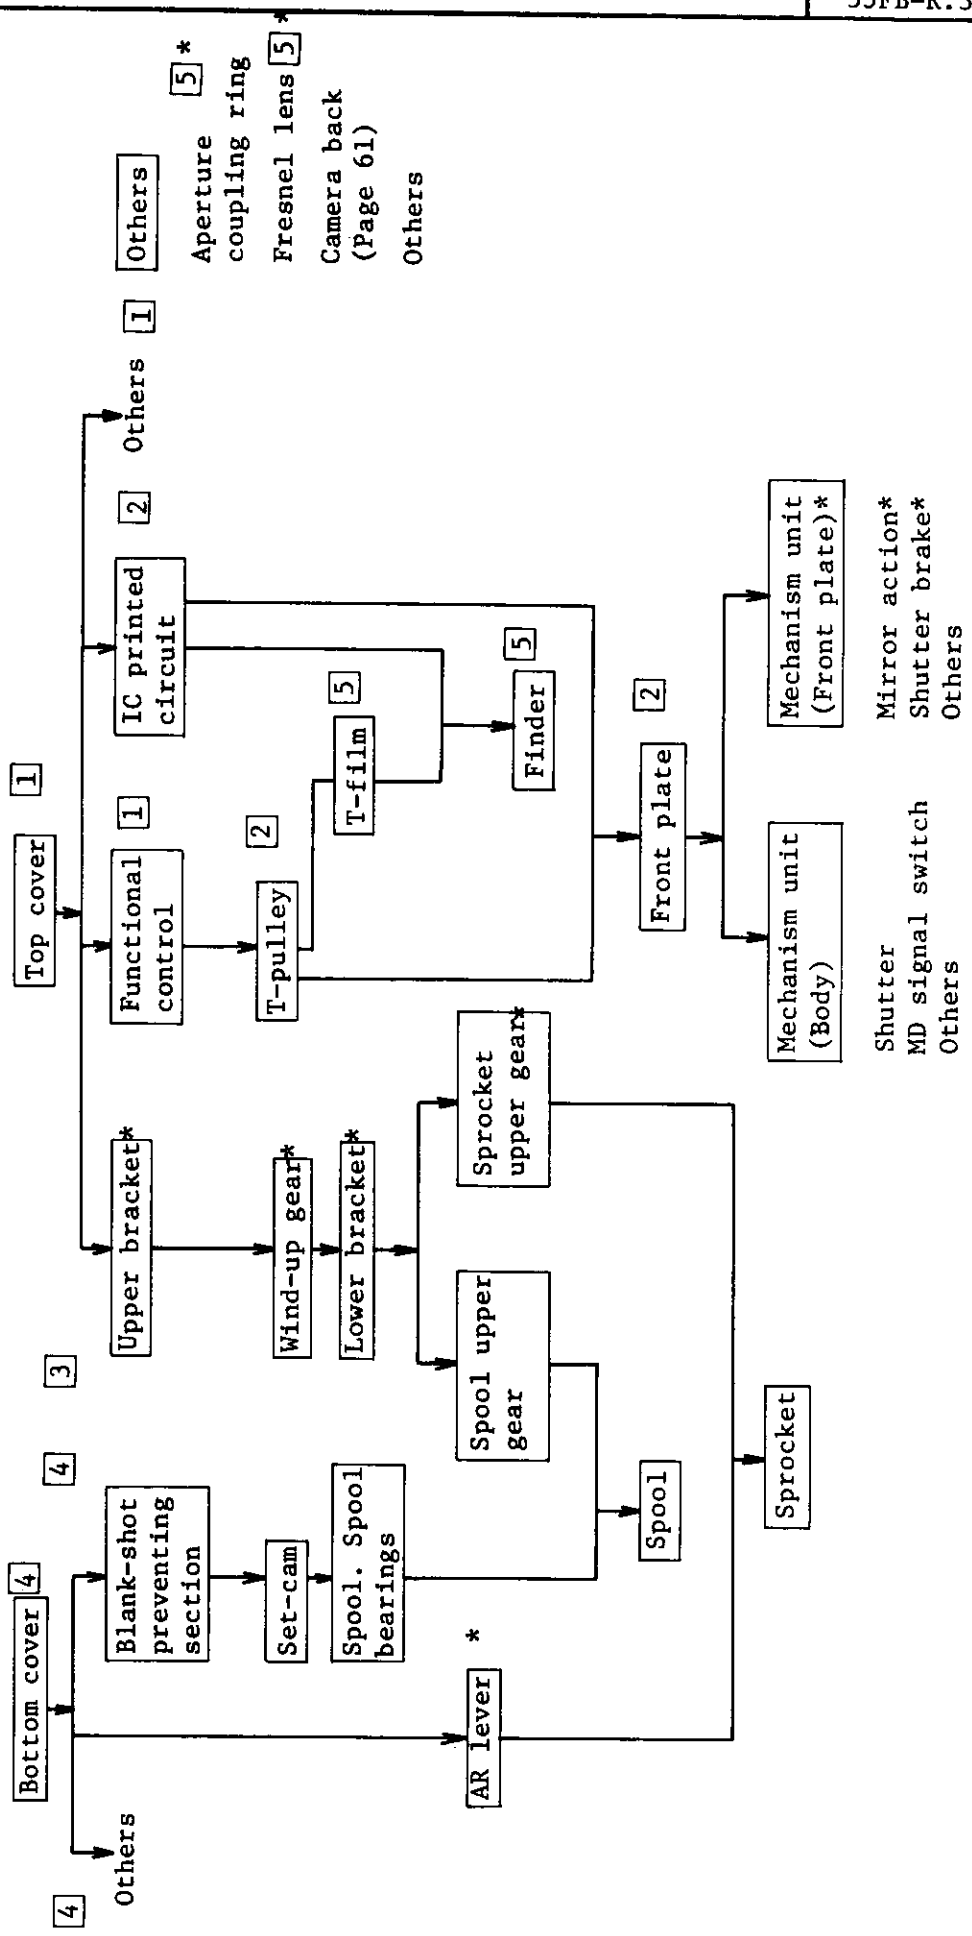 Bottom cover
4
Top cover
1
4
Others
Blank-shot
preventing
section
4
3
Upper bracket*
Functional
control
1
IC printed
circuit
2
Others
1
Others
Set-cam
Wind-up gear*
T-pulley
2
Aperture
coupling ring
5
*
Spool. Spool
bearings
Lower bracket*
T-film
5
Fresnel lens
5
*
AR lever
*
Spool upper
gear
Sprocket
upper gear*
Finder
5
Camera back
(Page 61)
Others
Spool
Front plate
2
Sprocket
Mechanism unit
(Body)
Mechanism unit
(Front plate)*
Shutter
MD signal switch
Others
Mirror action*
Shutter brake*
Others